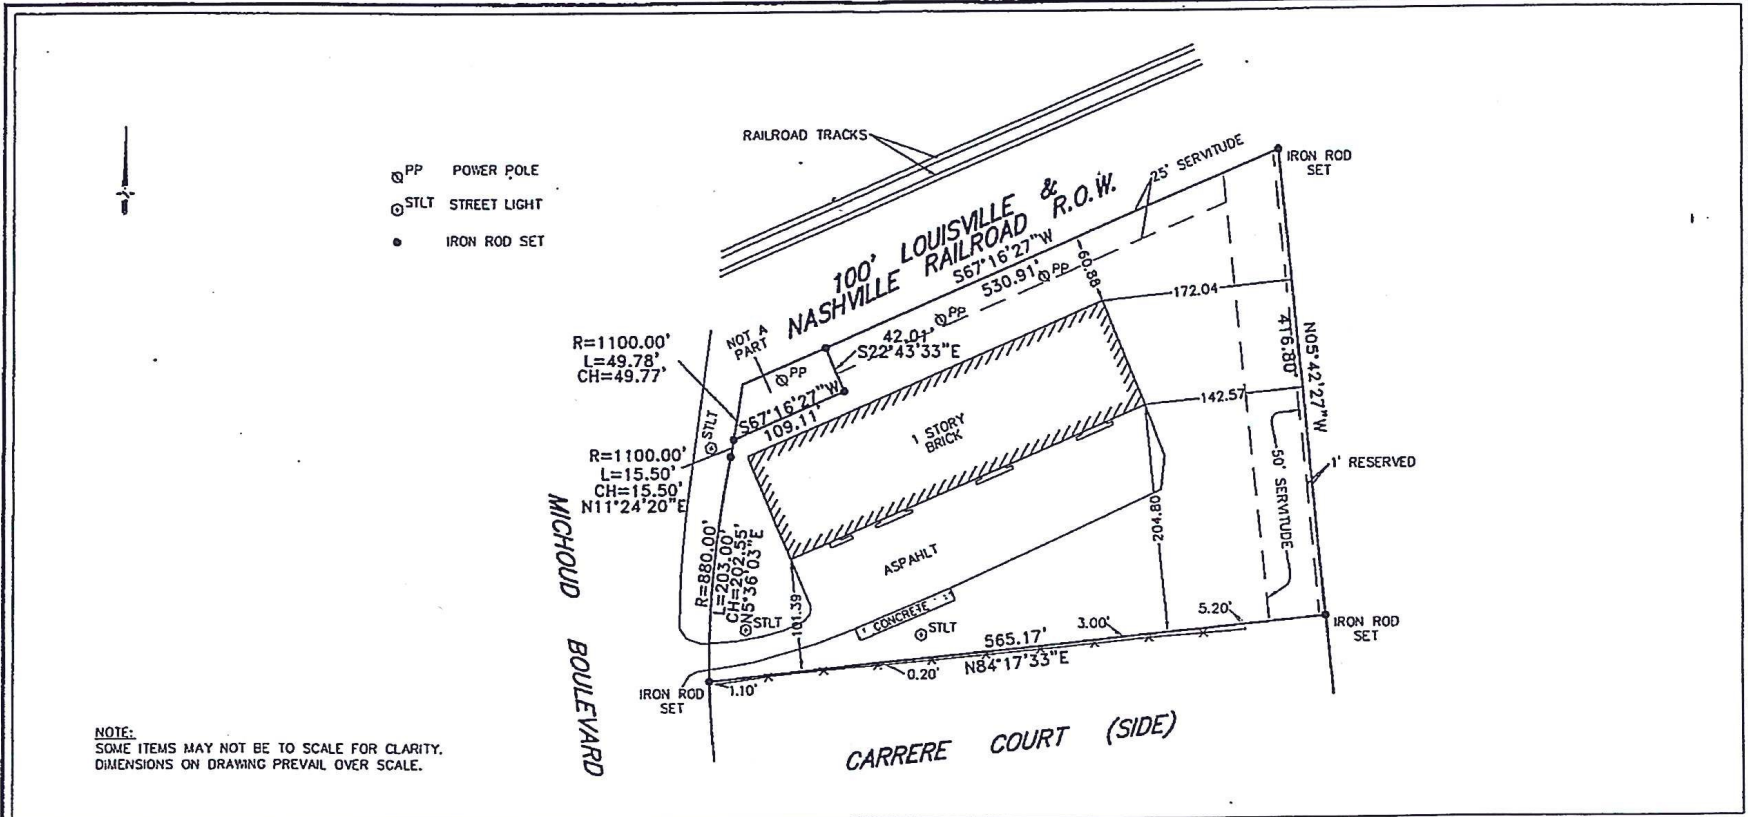 RAILROAD TRACKS
PP POWER POLE
STLT STREET LIGHT
IRON ROD SET
25' SERVITUDE
IRON ROD
SET
100' LOUISVILLE &
NASHVILLE RAILROAD R.O.W.
S67°16'27"W
530.91'
PP
60.88
172.04
NOT A
PART
PP
42.01'
S22°43'33"E
PP
R=1100.00'
L=49.78'
CH=49.77'
416.80'
N05°42'27"W
S67°16'27"W
109.11'
STLT
1 STORY
BRICK
142.57
R=1100.00'
L=15.50'
CH=15.50'
N11°24'20"E
50' SERVITUDE
1' RESERVED
MICHOUD BOULEVARD
R=880.00'
L=203.00'
CH=202.55'
N5°36'03"E
204.80
ASPAHLT
STLT
101.39
CONCRETE
STLT
565.17'
N84°17'33"E
3.00'
5.20'
0.20'
1.10'
IRON ROD
SET
IRON ROD
SET
NOTE:
SOME ITEMS MAY NOT BE TO SCALE FOR CLARITY.
DIMENSIONS ON DRAWING PREVAIL OVER SCALE.
CARRERE COURT (SIDE)